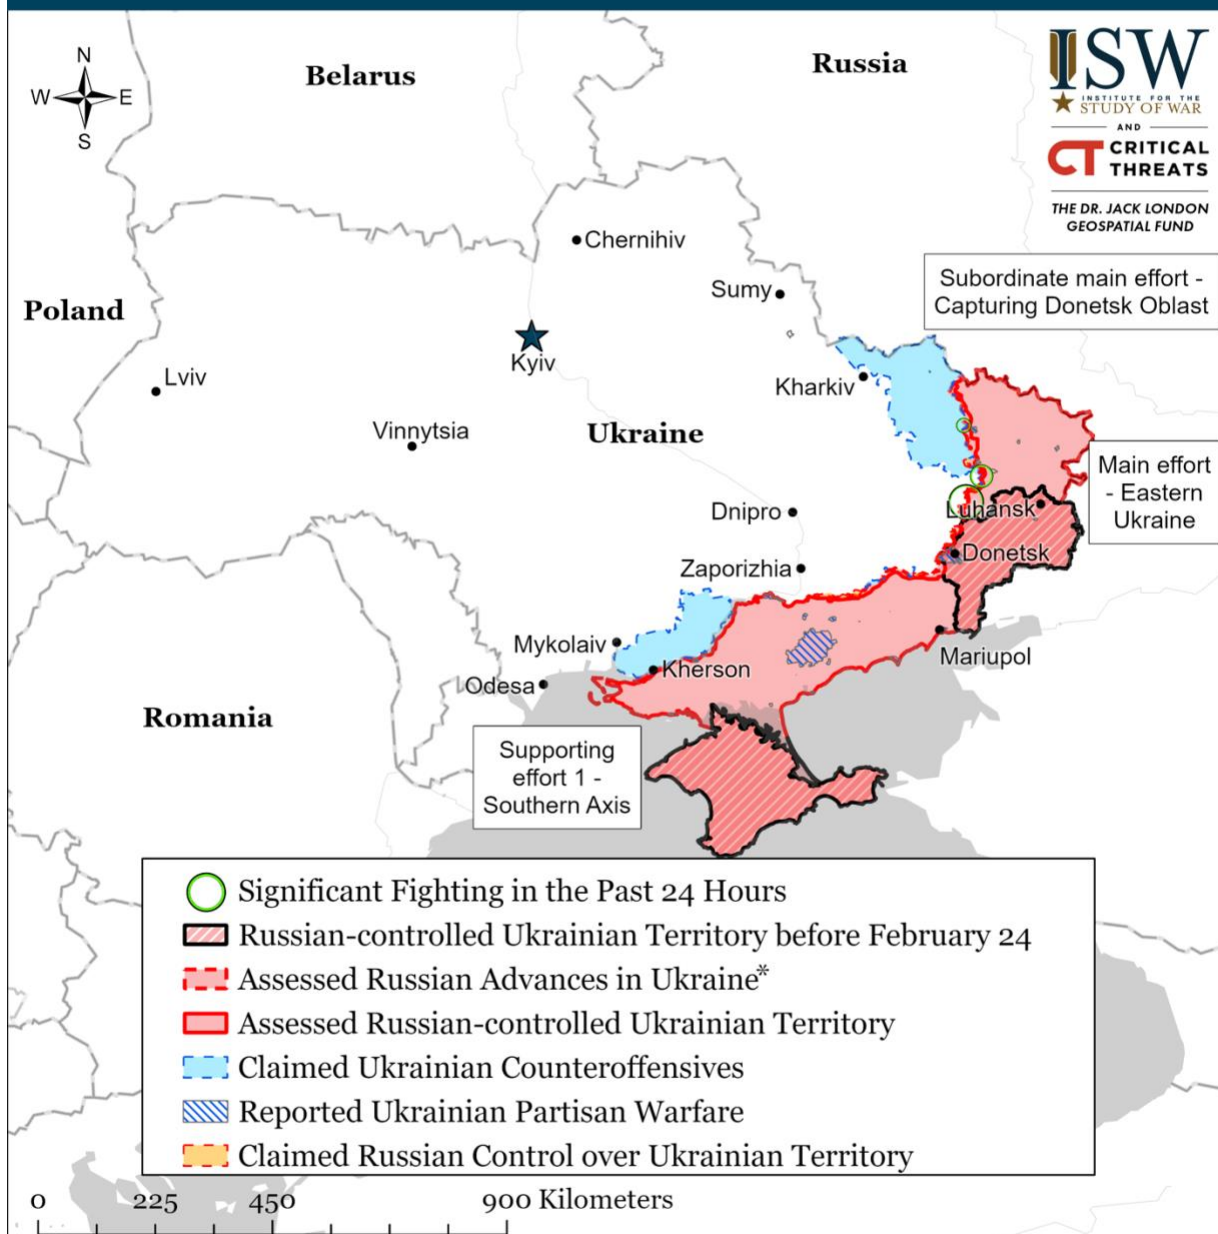 N
W E
S
Belarus
Russia
ISW
INSTITUTE FOR THE
STUDY OF WAR
AND
CT CRITICAL
THREATS
THE DR. JACK LONDON
GEOSPATIAL FUND
Chernihiv
Subordinate main effort -
Capturing Donetsk Oblast
Sumy
Poland
Kyiv
Lviv
Kharkiv
Vinnytsia
Ukraine
Main effort
- Eastern
Ukraine
Dnipro
Luhansk
Donetsk
Zaporizhia
Mykolaiv
Mariupol
Kherson
Odesa
Romania
Supporting
effort 1 -
Southern Axis
Significant Fighting in the Past 24 Hours
Russian-controlled Ukrainian Territory before February 24
Assessed Russian Advances in Ukraine*
Assessed Russian-controlled Ukrainian Territory
Claimed Ukrainian Counteroffensives
Reported Ukrainian Partisan Warfare
Claimed Russian Control over Ukrainian Territory
0 225 450 900 Kilometers